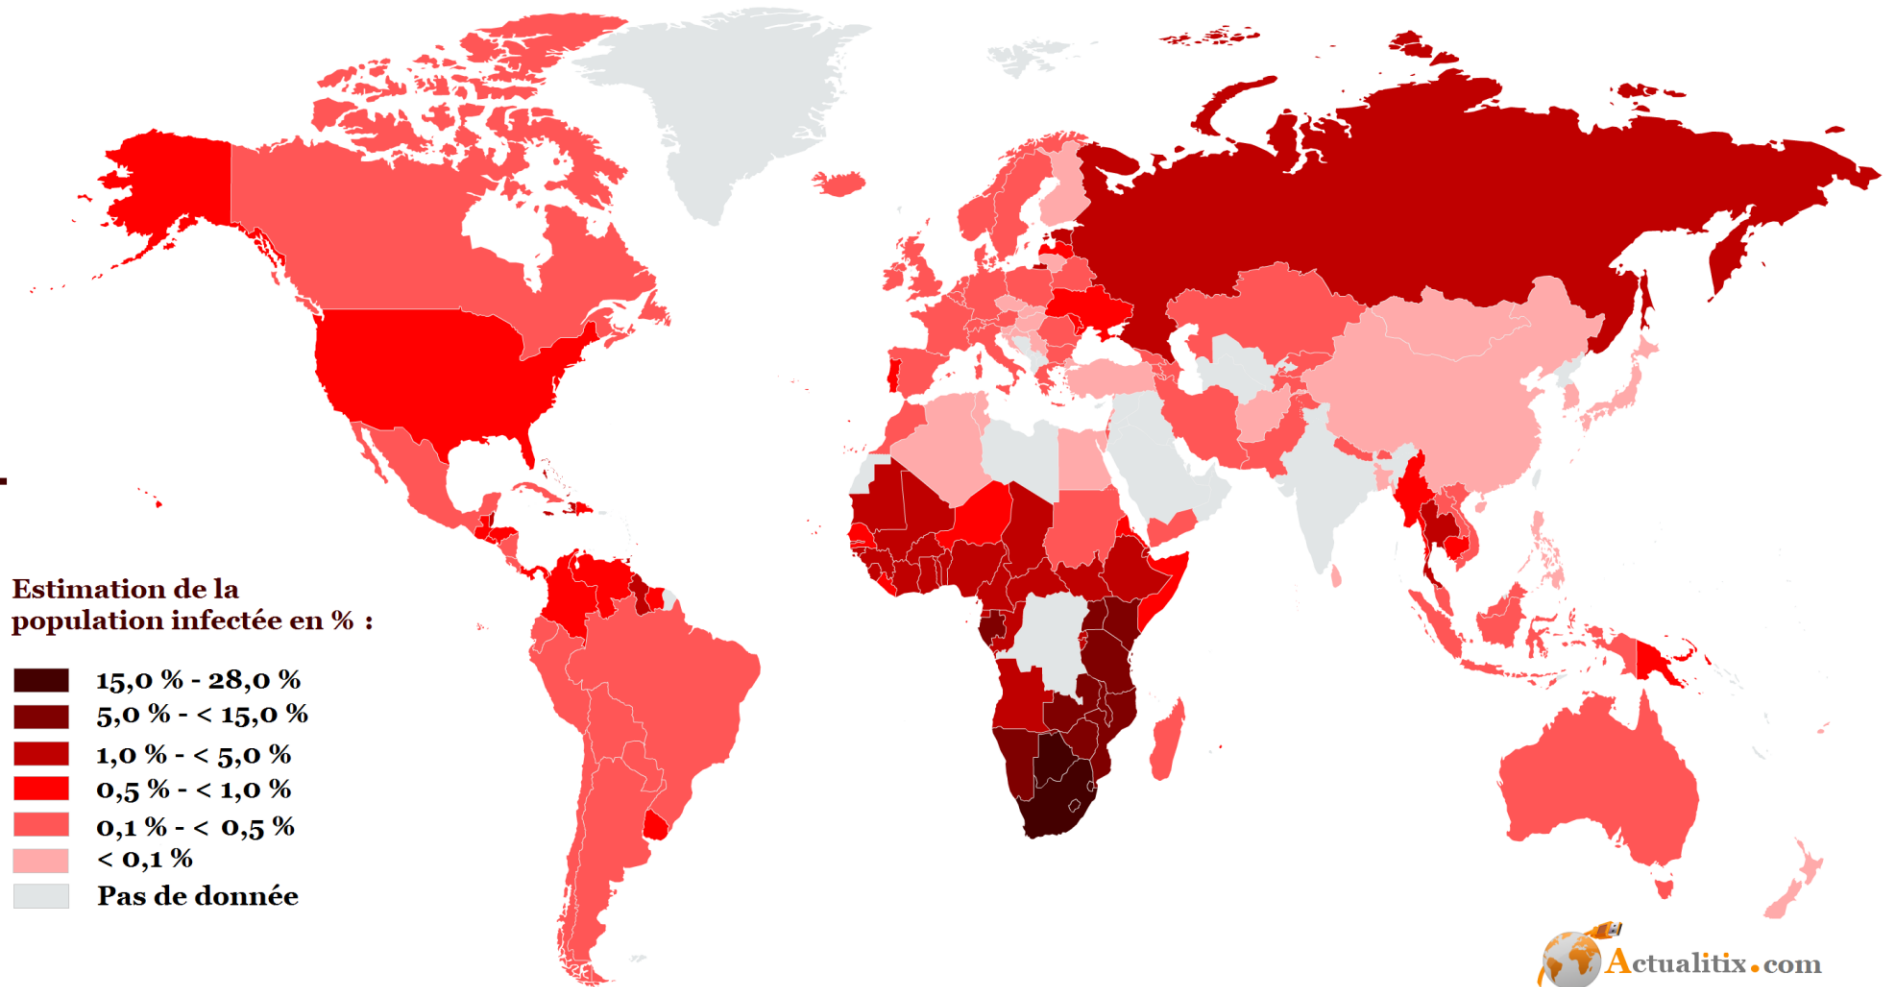 Estimation de la
population infectée en % :
15,0 % - 28,0 %
5,0 % - < 15,0 %
1,0 % - < 5,0 %
0,5 % - < 1,0 %
0,1 % - < 0,5 %
< 0,1 %
Pas de donnée
Actualitix.com